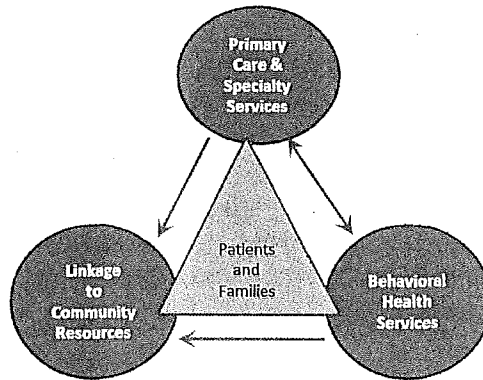 Primary
Care &
Specialty
Services
Patients
and
Families
Linkage
to
Community
Resources
Behavioral
Health
Services